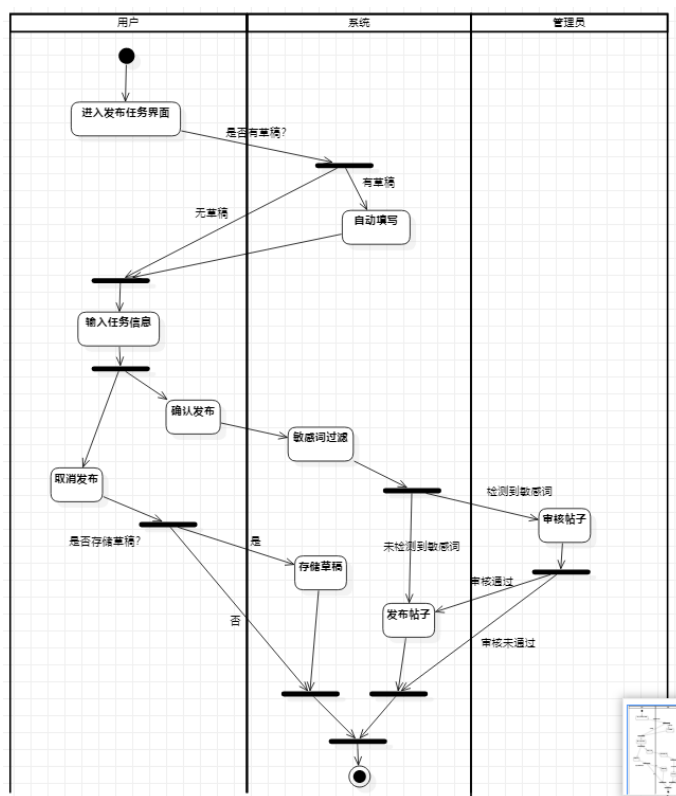 用户
系统
管理员
进入发布任务界面
是否有草稿?
有草稿
无草稿
自动填写
输入任务信息
确认发布
敏感词过滤
取消发布
检测到敏感词
审核帖子
是否存储草稿?
是
未检测到敏感词
存储草稿
审核通过
发布帖子
否
审核未通过